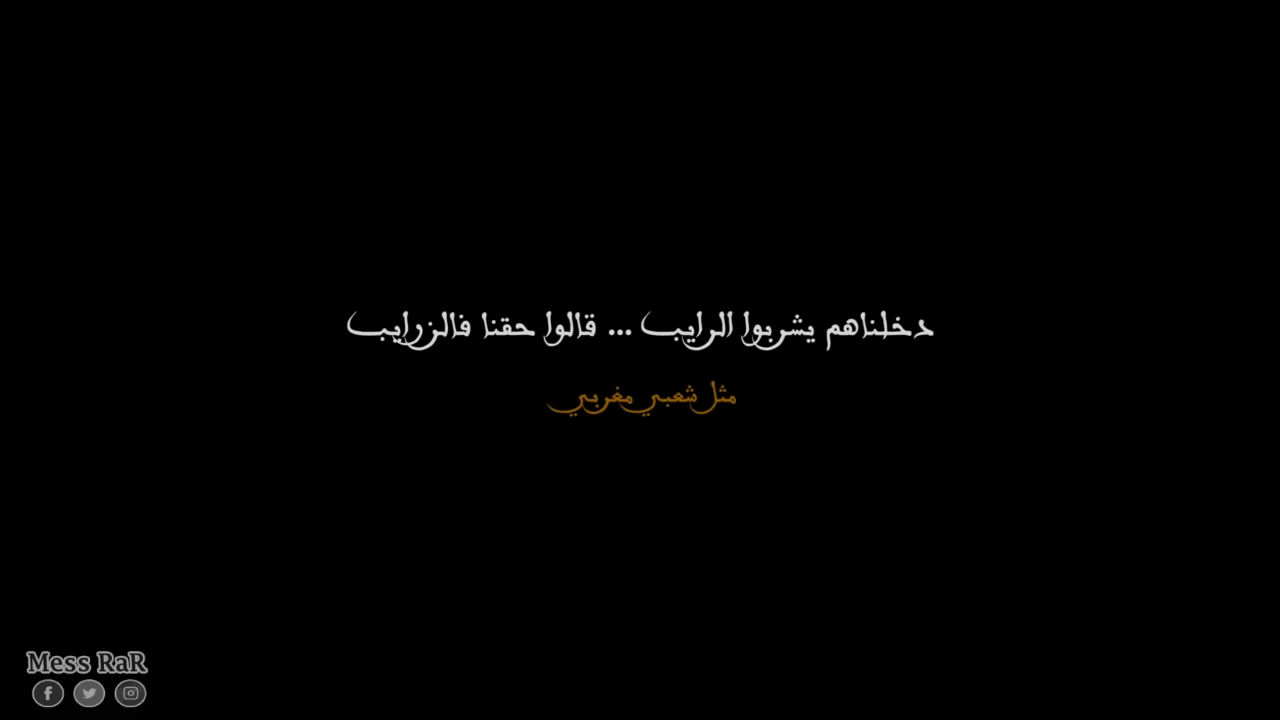 دخلناهم يشربوا الرايب ... قالوا حقنا فالزرايب
مثل شعبي مغربي
Mess RaR